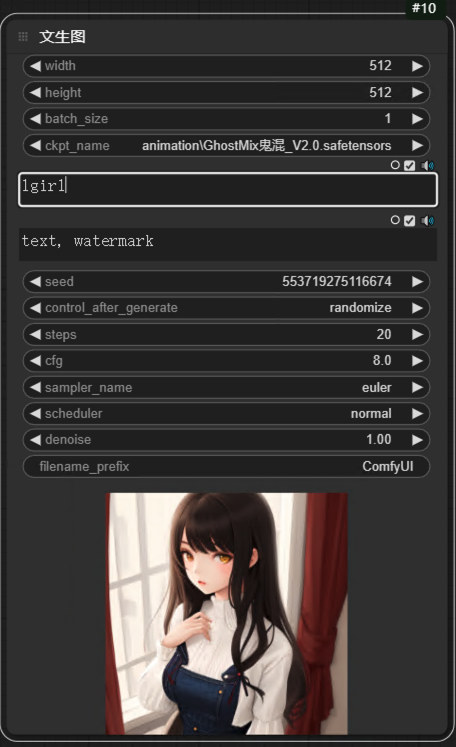 #10
文生图
width 512
height 512
batch_size 1
ckpt_name animation\GhostMix鬼混_V2.0.safetensors
1girl
text, watermark
seed 553719275116674
control_after_generate randomize
steps 20
cfg 8.0
sampler_name euler
scheduler normal
denoise 1.00
filename_prefix ComfyUI